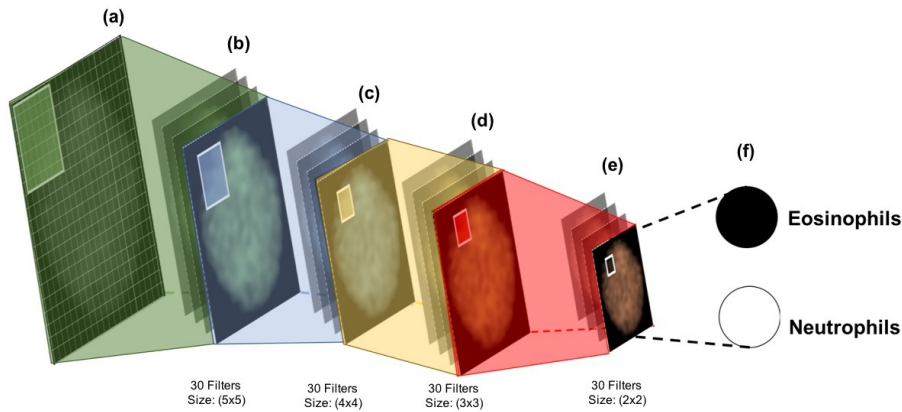 (a)
(b)
(c)
(d)
(e)
(f)
Eosinophils
Neutrophils
30 Filters
Size: (5x5)
30 Filters
Size: (4x4)
30 Filters
Size: (3x3)
30 Filters
Size: (2x2)